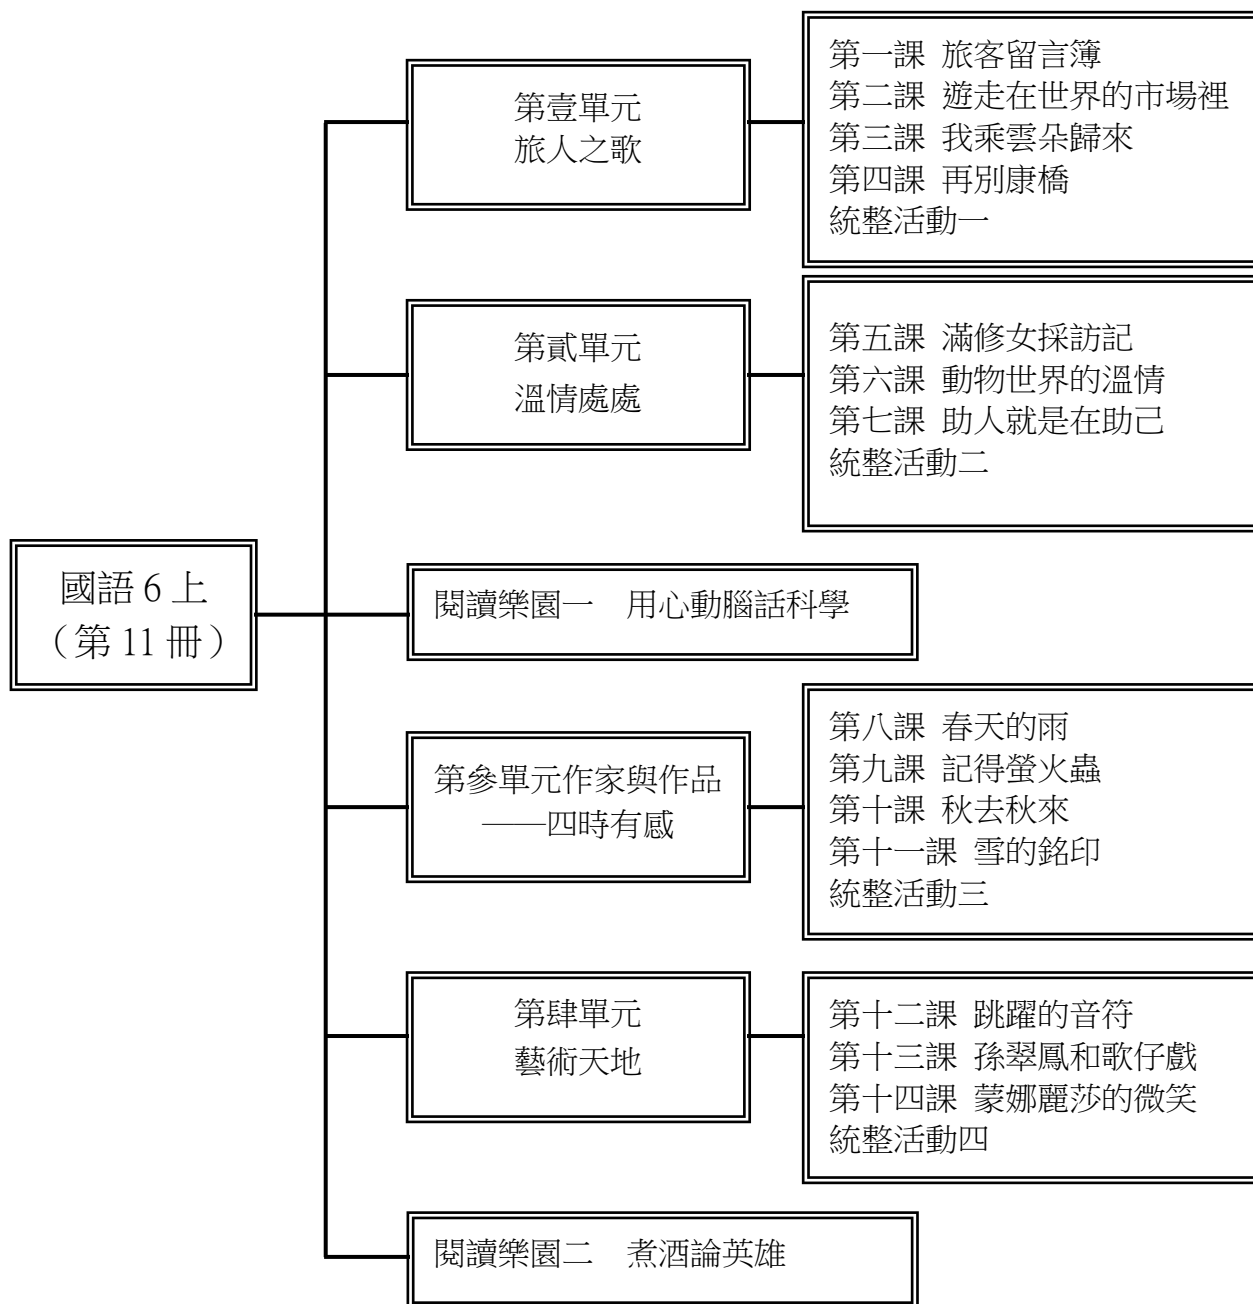 國語 6 上
（第 11 冊）
第壹單元
旅人之歌
第一課 旅客留言簿
第二課 遊走在世界的市場裡
第三課 我乘雲朵歸來
第四課 再別康橋
統整活動一
第貳單元
溫情處處
第五課 滿修女採訪記
第六課 動物世界的溫情
第七課 助人就是在助己
統整活動二
閱讀樂園一　用心動腦話科學
第參單元作家與作品
──四時有感
第八課 春天的雨
第九課 記得螢火蟲
第十課 秋去秋來
第十一課 雪的銘印
統整活動三
第肆單元
藝術天地
第十二課 跳躍的音符
第十三課 孫翠鳳和歌仔戲
第十四課 蒙娜麗莎的微笑
統整活動四
閱讀樂園二　煮酒論英雄